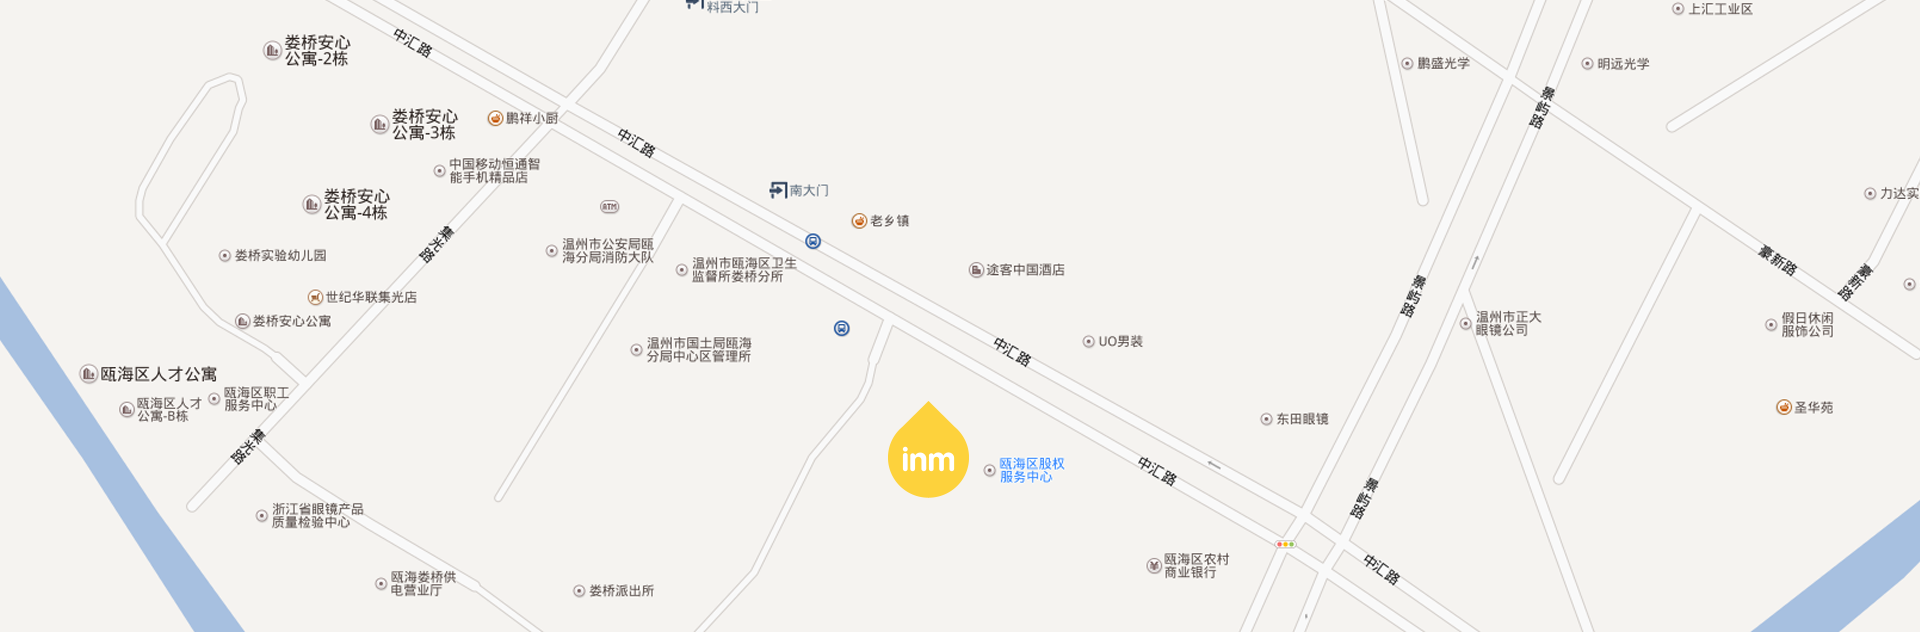 料西大门
上汇工业区
中汇路
娄桥安心
公寓-2栋
鹏盛光学
明远光学
景屿路
娄桥安心
公寓-3栋
鹏祥小厨
中汇路
中国移动恒通智
能手机精品店
南大门
力达实
娄桥安心
公寓-4栋
ATM
老乡镇
集光路
温州市公安局瓯
海分局消防大队
娄桥实验幼儿园
温州市瓯海区卫生
监督所娄桥分所
途客中国酒店
豪新路
豪新路
景屿路
世纪华联集光店
娄桥安心公寓
温州市正大
眼镜公司
假日休闲
服饰公司
温州市国土局瓯海
分局中心区管理所
中汇路
UO男装
瓯海区人才公寓
瓯海区人才
公寓-B栋
瓯海区职工
服务中心
圣华苑
东田眼镜
集光路
inm
瓯海区股权
服务中心
中汇路
景屿路
浙江省眼镜产品
质量检验中心
瓯海区农村
商业银行
中汇路
瓯海娄桥供
电营业厅
娄桥派出所